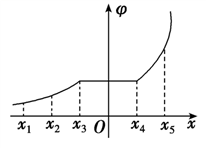 φ
x₁ x₂ x₃ O x₄ x₅ x